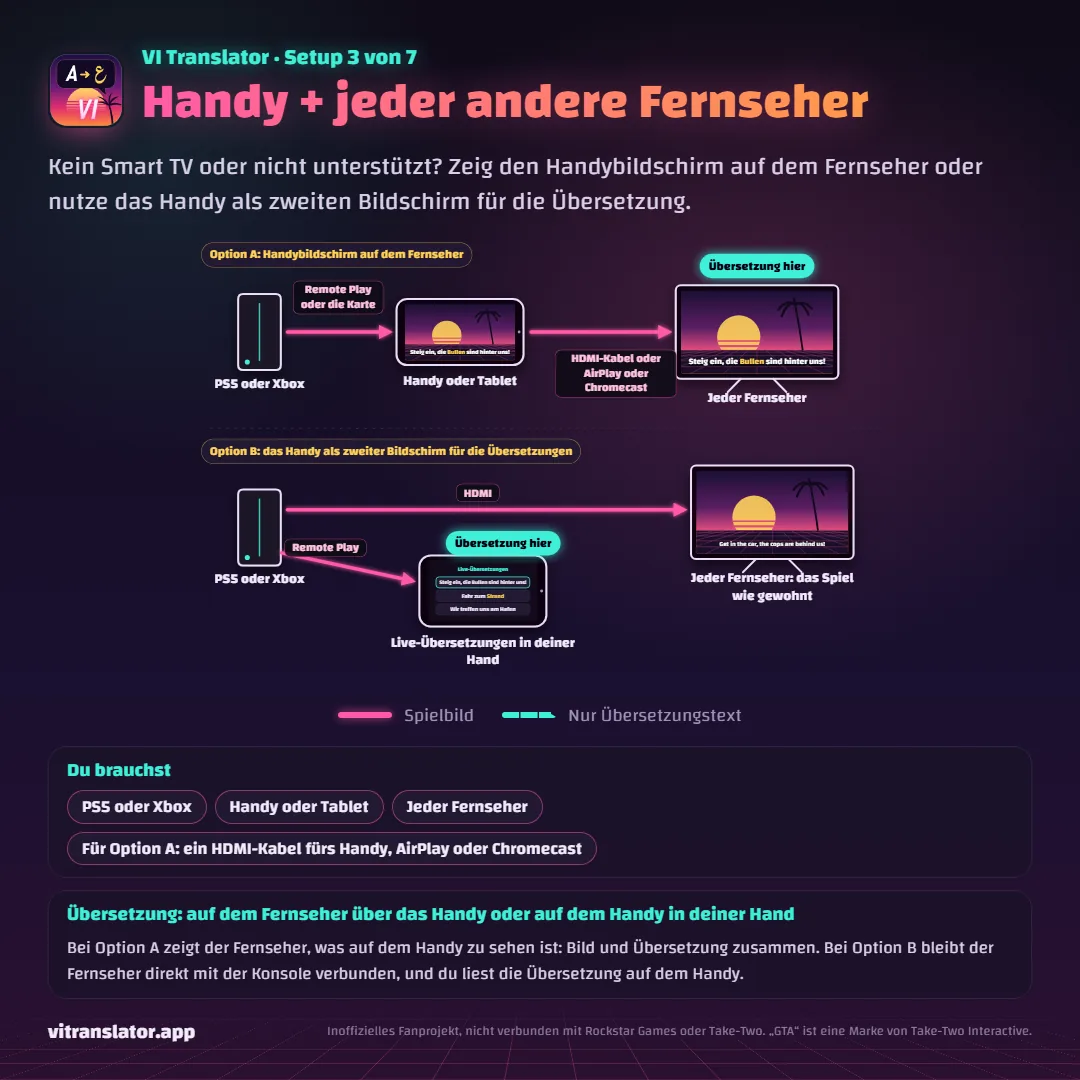 A→ع
VI
VI Translator · Setup 3 von 7
Handy + jeder andere Fernseher
Kein Smart TV oder nicht unterstützt? Zeig den Handybildschirm auf dem Fernseher oder
nutze das Handy als zweiten Bildschirm für die Übersetzung.
Option A: Handybildschirm auf dem Fernseher
Übersetzung hier
Remote Play
oder die Karte
Steig ein, die Bullen sind hinter uns!
Steig ein, die Bullen sind hinter uns!
HDMI-Kabel oder
AirPlay oder
Chromecast
PS5 oder Xbox
Handy oder Tablet
Jeder Fernseher
Option B: das Handy als zweiter Bildschirm für die Übersetzungen
HDMI
Get in the car, the cops are behind us!
Remote Play
Übersetzung hier
Live-Übersetzungen
Steig ein, die Bullen sind hinter uns!
Fahr zum Strand
Wir treffen uns am Hafen
PS5 oder Xbox
Jeder Fernseher: das Spiel
wie gewohnt
Live-Übersetzungen in deiner
Hand
Spielbild
Nur Übersetzungstext
Du brauchst
PS5 oder Xbox
Handy oder Tablet
Jeder Fernseher
Für Option A: ein HDMI-Kabel fürs Handy, AirPlay oder Chromecast
Übersetzung: auf dem Fernseher über das Handy oder auf dem Handy in deiner Hand
Bei Option A zeigt der Fernseher, was auf dem Handy zu sehen ist: Bild und Übersetzung zusammen. Bei Option B bleibt der
Fernseher direkt mit der Konsole verbunden, und du liest die Übersetzung auf dem Handy.
vitranslator.app
Inoffizielles Fanprojekt, nicht verbunden mit Rockstar Games oder Take-Two. „GTA“ ist eine Marke von Take-Two Interactive.